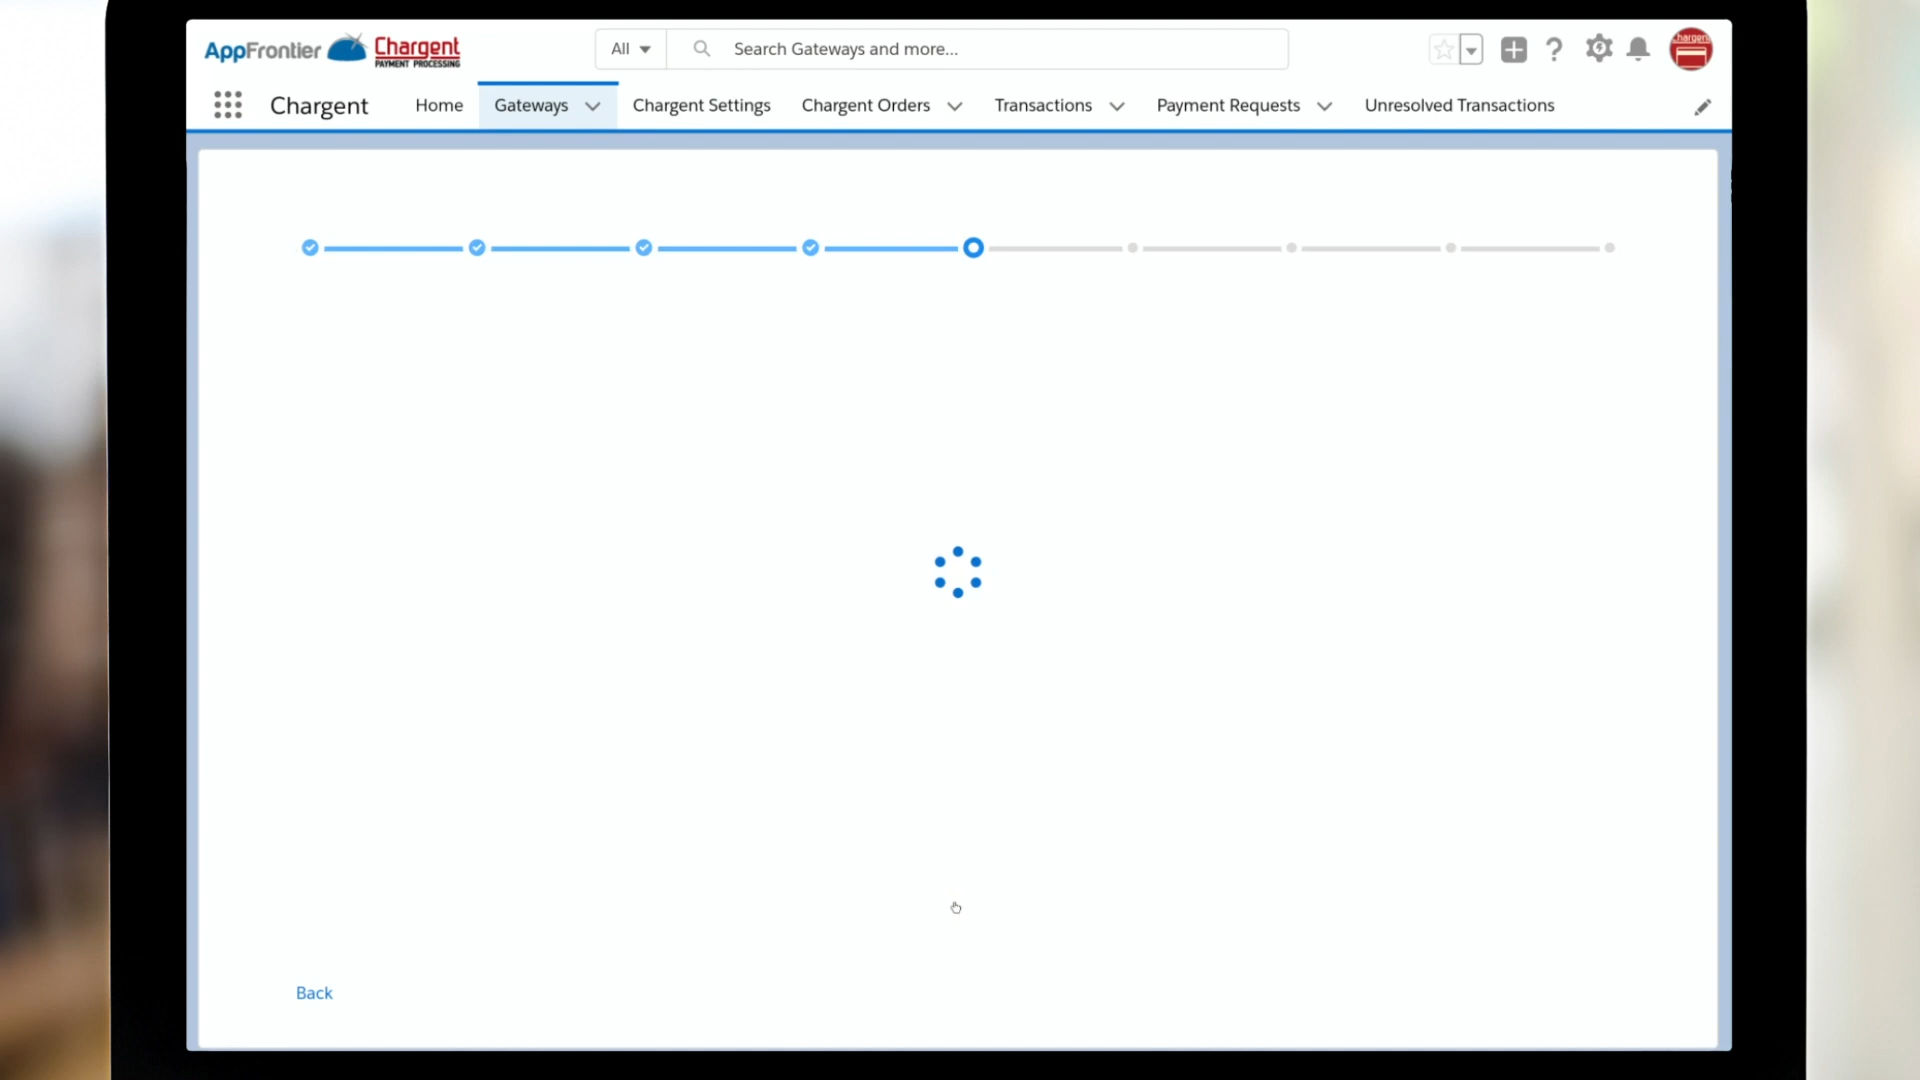 AppFrontier Chargent
PAYMENT PROCESSING
All
Search Gateways and more...
Chargent
Chargent
Home
Gateways
Chargent Settings
Chargent Orders
Transactions
Payment Requests
Unresolved Transactions
Back